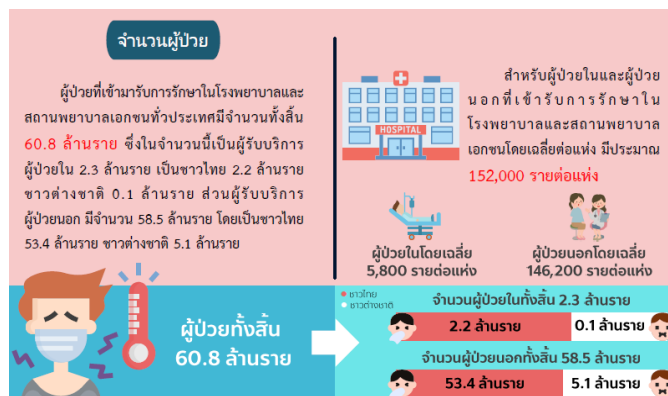 จำนวนผู้ป่วย
ผู้ป่วยที่เข้ามารับการรักษาในโรงพยาบาลและ
สถานพยาบาลเอกชนทั่วประเทศมีจำนวนทั้งสิ้น
60.8 ล้านราย ซึ่งในจำนวนนี้เป็นผู้รับบริการ
ผู้ป่วยใน 2.3 ล้านราย เป็นชาวไทย 2.2 ล้านราย
ชาวต่างชาติ 0.1 ล้านราย ส่วนผู้รับบริการ
ผู้ป่วยนอก มีจำนวน 58.5 ล้านราย โดยเป็นชาวไทย
53.4 ล้านราย ชาวต่างชาติ 5.1 ล้านราย
ผู้ป่วยทั้งสิ้น
60.8 ล้านราย
HOSPITAL
สำหรับผู้ป่วยในและผู้ป่วย
นอกที่เข้ารับการรักษาใน
โรงพยาบาลและสถานพยาบาล
เอกชนโดยเฉลี่ยต่อแห่ง มีประมาณ
152,000 รายต่อแห่ง
ผู้ป่วยในโดยเฉลี่ย
5,800 รายต่อแห่ง
ผู้ป่วยนอกโดยเฉลี่ย
146,200 รายต่อแห่ง
ชาวไทย
ชาวต่างชาติ
จำนวนผู้ป่วยในทั้งสิ้น 2.3 ล้านราย
2.2 ล้านราย 0.1 ล้านราย
จำนวนผู้ป่วยนอกทั้งสิ้น 58.5 ล้านราย
53.4 ล้านราย 5.1 ล้านราย